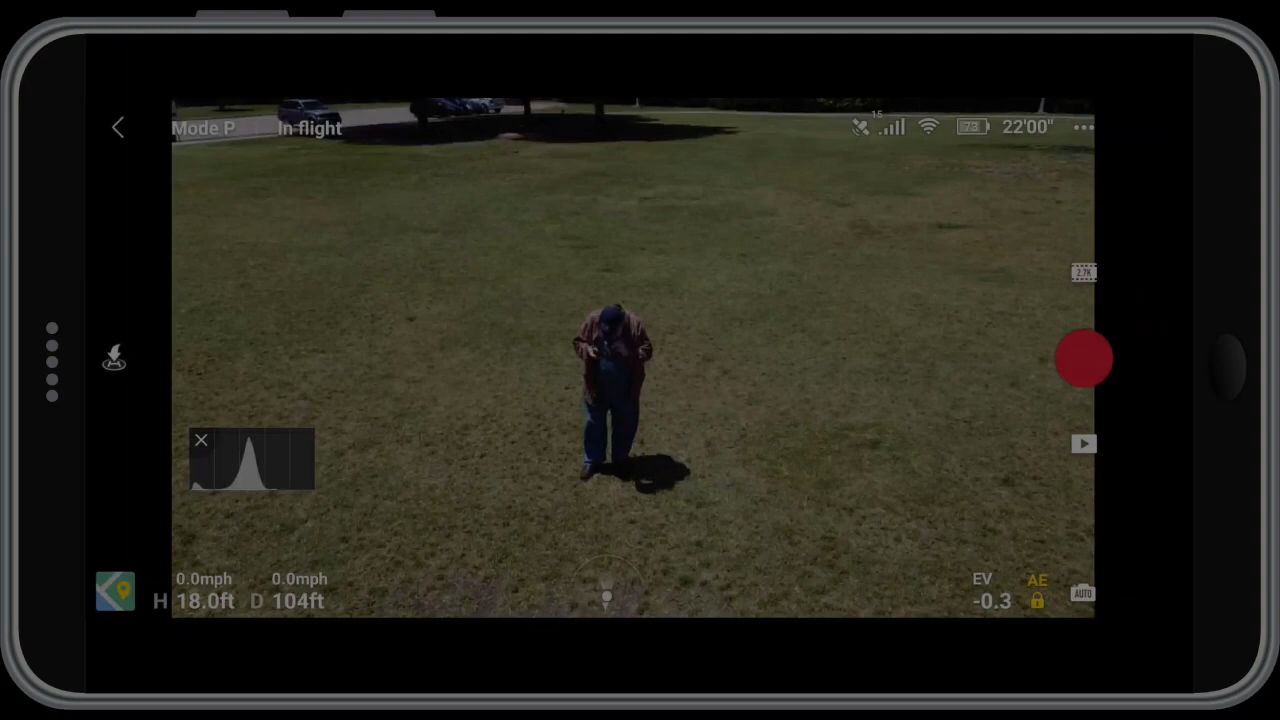 Mode P In flight 15 73 22'00"
2.7K
0.0mph 0.0mph EV AE
H 18.0ft D 104ft -0.3 AUTO